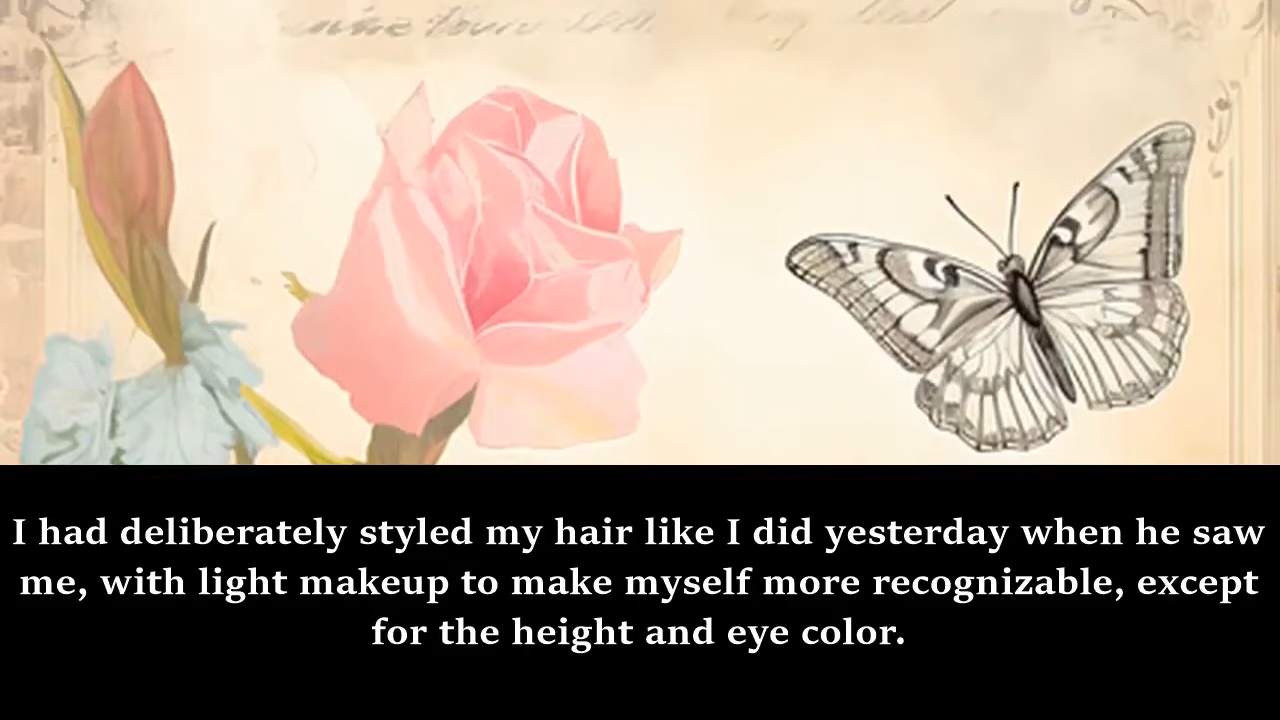 I had deliberately styled my hair like I did yesterday when he saw
me, with light makeup to make myself more recognizable, except
for the height and eye color.